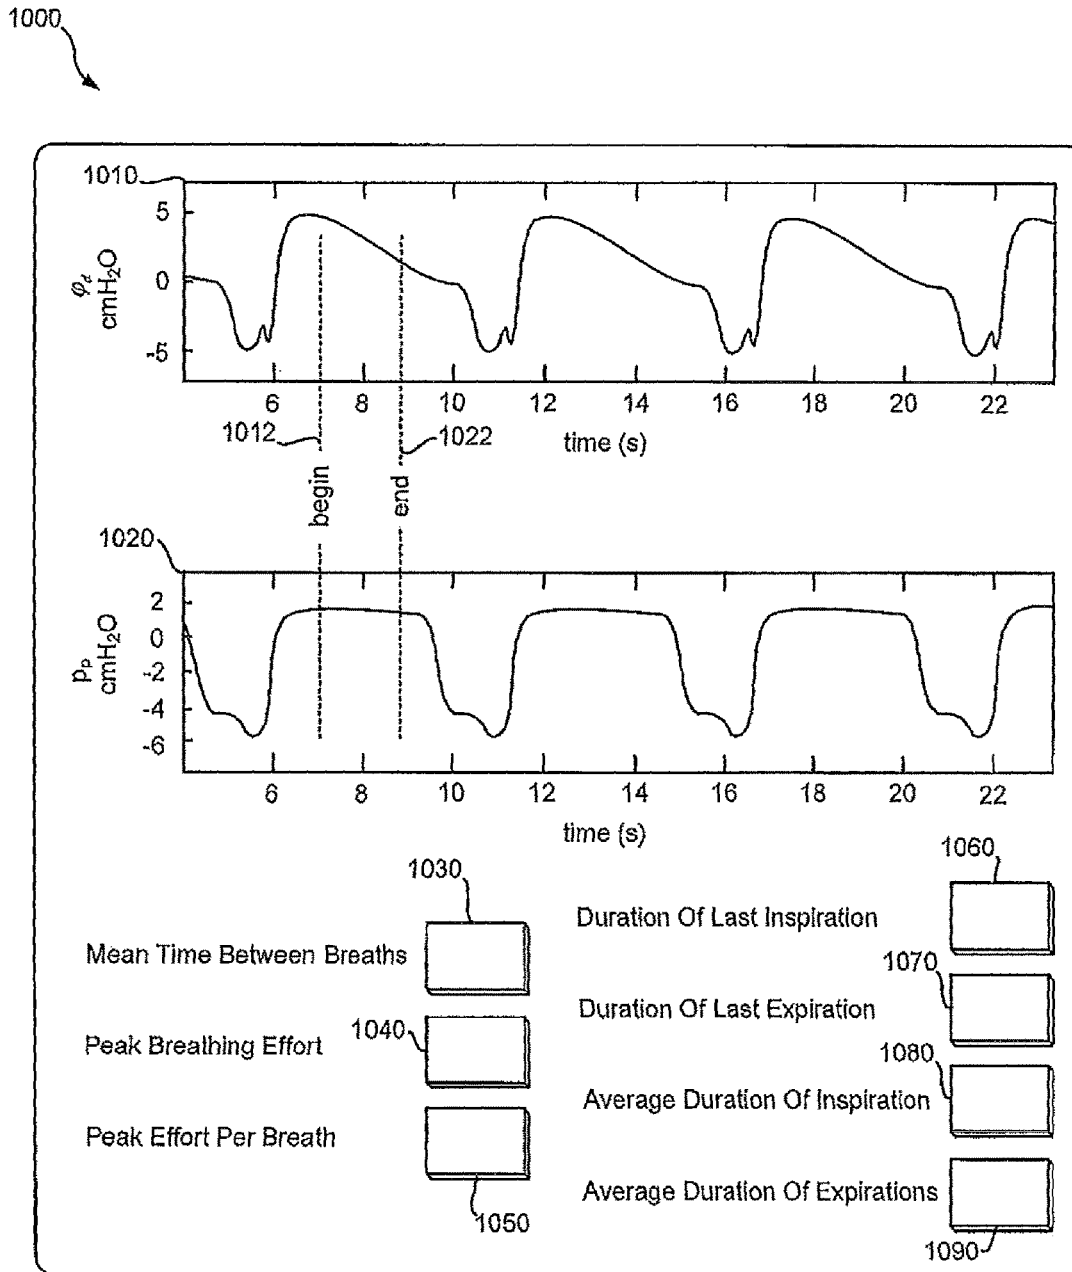 1000
1010
5
0
-5
φd
cmH₂O
6 8 10 12 14 16 18 20 22
time (s)
1012
1022
begin
end
1020
2
0
-2
-4
-6
pp
cmH₂O
6 8 10 12 14 16 18 20 22
time (s)
1030
Mean Time Between Breaths
1040
Peak Breathing Effort
Peak Effort Per Breath
1050
1060
Duration Of Last Inspiration
1070
Duration Of Last Expiration
1080
Average Duration Of Inspiration
Average Duration Of Expirations
1090